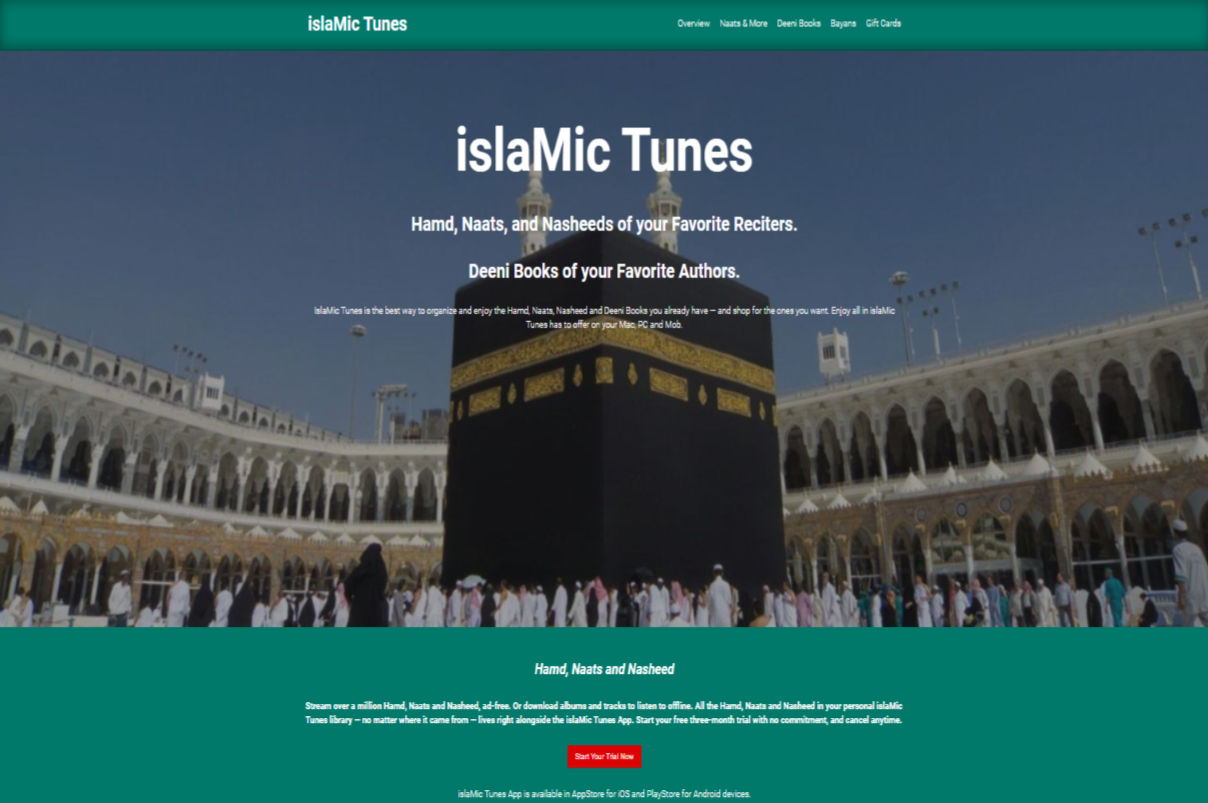 islaMic Tunes
Overview Naats & More Deeni Books Bayans Gift Cards
islaMic Tunes
Hamd, Naats, and Nasheeds of your Favorite Reciters.
Deeni Books of your Favorite Authors.
IslaMic Tunes is the best way to organize and enjoy the Hamd, Naats, Nasheed and Deeni Books you already have — and shop for the ones you want. Enjoy all in islaMic
Tunes has to offer on your Mac, PC and Mob.
Hamd, Naats and Nasheed
Stream over a million Hamd, Naats and Nasheed, ad-free. Or download albums and tracks to listen to offline. All the Hamd, Naats and Nasheed in your personal islaMic
Tunes library — no matter where it came from — lives right alongside the islaMic Tunes App. Start your free three-month trial with no commitment, and cancel anytime.
Start Your Trial Now
islaMic Tunes App is available in AppStore for iOS and PlayStore for Android devices.